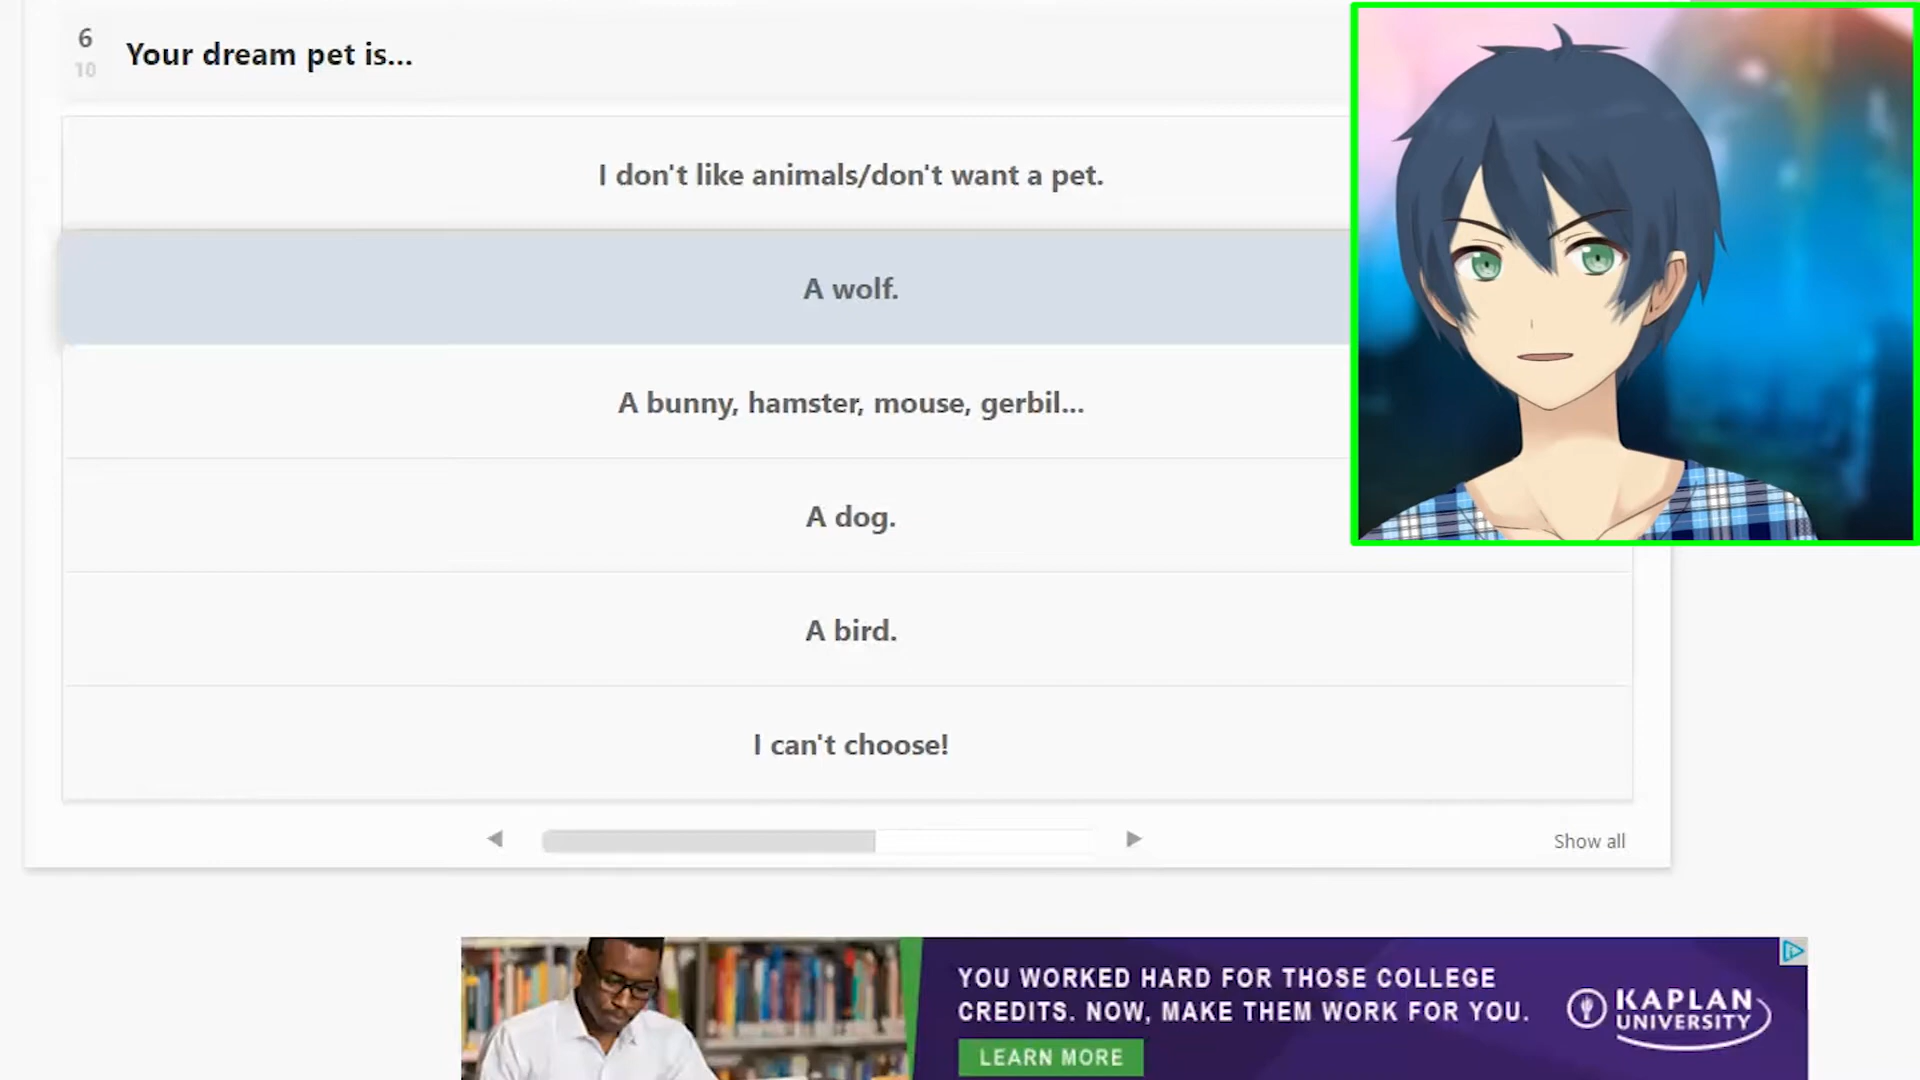 6
10
Your dream pet is...
I don't like animals/don't want a pet.
A wolf.
A bunny, hamster, mouse, gerbil...
A dog.
A bird.
I can't choose!
Show all
YOU WORKED HARD FOR THOSE COLLEGE
CREDITS. NOW, MAKE THEM WORK FOR YOU.
LEARN MORE
KAPLAN
UNIVERSITY